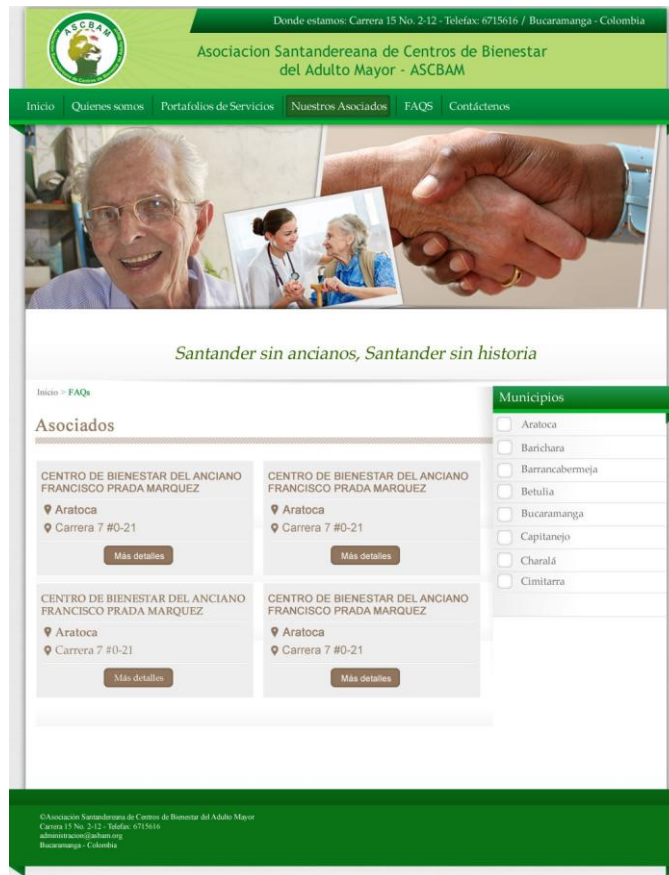 ASCBAM
Donde estamos: Carrera 15 No. 2-12 - Telefax: 6715616 / Bucaramanga - Colombia
Asociacion Santandereana de Centros de Bienestar
del Adulto Mayor - ASCBAM
Inicio Quienes somos Portafolios de Servicios Nuestros Asociados FAQS Contáctenos
Santander sin ancianos, Santander sin historia
Inicio > FAQs
Asociados
CENTRO DE BIENESTAR DEL ANCIANO
FRANCISCO PRADA MARQUEZ
Aratoca
Carrera 7 #0-21
Más detalles
CENTRO DE BIENESTAR DEL ANCIANO
FRANCISCO PRADA MARQUEZ
Aratoca
Carrera 7 #0-21
Más detalles
CENTRO DE BIENESTAR DEL ANCIANO
FRANCISCO PRADA MARQUEZ
Aratoca
Carrera 7 #0-21
Más detalles
CENTRO DE BIENESTAR DEL ANCIANO
FRANCISCO PRADA MARQUEZ
Aratoca
Carrera 7 #0-21
Más detalles
Municipios
Aratoca
Barichara
Barrancabermeja
Betulia
Bucaramanga
Capitanejo
Charalá
Cimitarra
©Asociación Santandereana de Centros de Bienestar del Adulto Mayor
Carrera 15 No. 2-12 - Telefax: 6715616
administracion@asbam.org
Bucaramanga - Colombia